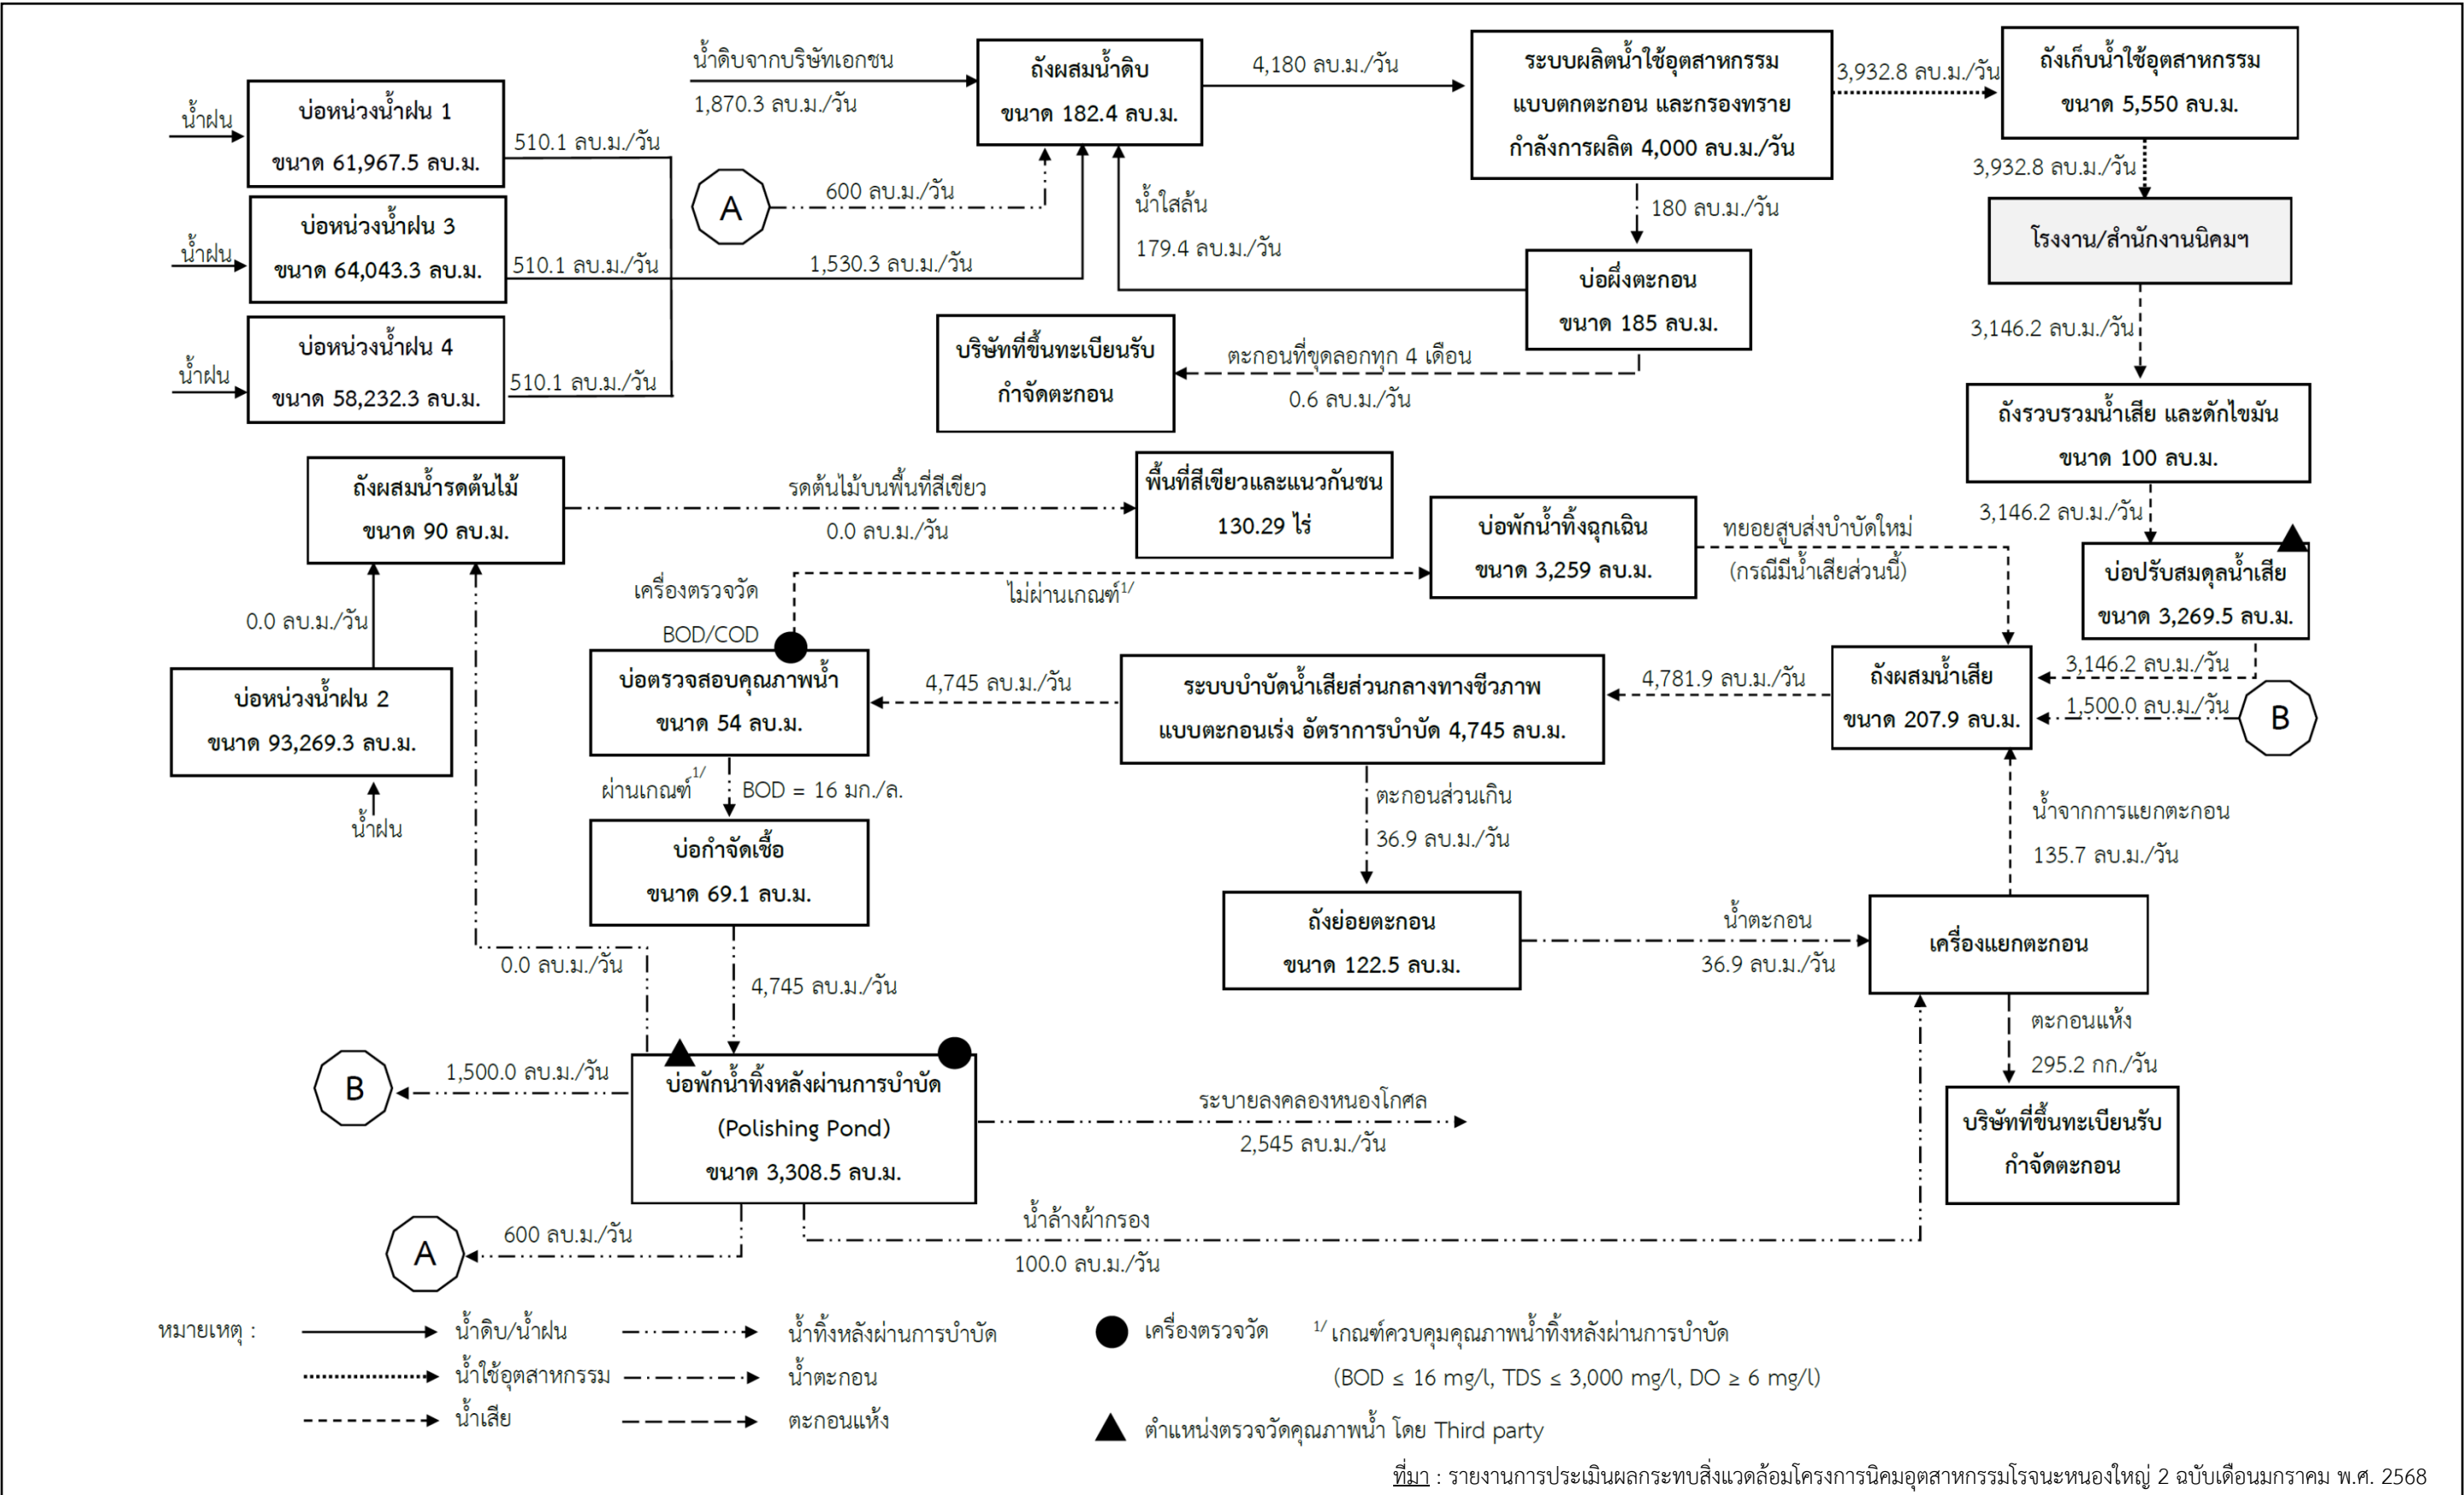 น้ำฝน
บ่อหน่วงน้ำฝน 1
ขนาด 61,967.5 ลบ.ม.
510.1 ลบ.ม./วัน
น้ำฝน
บ่อหน่วงน้ำฝน 3
ขนาด 64,043.3 ลบ.ม.
510.1 ลบ.ม./วัน
น้ำฝน
บ่อหน่วงน้ำฝน 4
ขนาด 58,232.3 ลบ.ม.
510.1 ลบ.ม./วัน
น้ำดิบจากบริษัทเอกชน
1,870.3 ลบ.ม./วัน
A
600 ลบ.ม./วัน
1,530.3 ลบ.ม./วัน
ถังผสมน้ำดิบ
ขนาด 182.4 ลบ.ม.
4,180 ลบ.ม./วัน
น้ำใสล้น
179.4 ลบ.ม./วัน
ระบบผลิตน้ำใช้อุตสาหกรรม
แบบตกตะกอน และกรองทราย
กำลังการผลิต 4,000 ลบ.ม./วัน
3,932.8 ลบ.ม./วัน
ถังเก็บน้ำใช้อุตสาหกรรม
ขนาด 5,550 ลบ.ม.
3,932.8 ลบ.ม./วัน
โรงงาน/สำนักงานนิคมฯ
180 ลบ.ม./วัน
บ่อผึ่งตะกอน
ขนาด 185 ลบ.ม.
ตะกอนที่ขุดลอกทุก 4 เดือน
0.6 ลบ.ม./วัน
บริษัทที่ขึ้นทะเบียนรับ
กำจัดตะกอน
3,146.2 ลบ.ม./วัน
ถังรวบรวมน้ำเสีย และดักไขมัน
ขนาด 100 ลบ.ม.
3,146.2 ลบ.ม./วัน
บ่อปรับสมดุลน้ำเสีย
ขนาด 3,269.5 ลบ.ม.
ถังผสมน้ำรดต้นไม้
ขนาด 90 ลบ.ม.
รดต้นไม้บนพื้นที่สีเขียว
0.0 ลบ.ม./วัน
พื้นที่สีเขียวและแนวกันชน
130.29 ไร่
บ่อพักน้ำทิ้งฉุกเฉิน
ขนาด 3,259 ลบ.ม.
ทยอยสูบส่งบำบัดใหม่
(กรณีมีน้ำเสียส่วนนี้)
เครื่องตรวจวัด
BOD/COD
ไม่ผ่านเกณฑ์1/
0.0 ลบ.ม./วัน
บ่อหน่วงน้ำฝน 2
ขนาด 93,269.3 ลบ.ม.
น้ำฝน
บ่อตรวจสอบคุณภาพน้ำ
ขนาด 54 ลบ.ม.
4,745 ลบ.ม./วัน
ระบบบำบัดน้ำเสียส่วนกลางทางชีวภาพ
แบบตะกอนเร่ง อัตราการบำบัด 4,745 ลบ.ม.
4,781.9 ลบ.ม./วัน
ถังผสมน้ำเสีย
ขนาด 207.9 ลบ.ม.
3,146.2 ลบ.ม./วัน
1,500.0 ลบ.ม./วัน
B
ผ่านเกณฑ์1/
BOD = 16 มก./ล.
บ่อกำจัดเชื้อ
ขนาด 69.1 ลบ.ม.
ตะกอนส่วนเกิน
36.9 ลบ.ม./วัน
น้ำจากการแยกตะกอน
135.7 ลบ.ม./วัน
ถังย่อยตะกอน
ขนาด 122.5 ลบ.ม.
น้ำตะกอน
36.9 ลบ.ม./วัน
เครื่องแยกตะกอน
0.0 ลบ.ม./วัน
4,745 ลบ.ม./วัน
ตะกอนแห้ง
295.2 กก./วัน
บริษัทที่ขึ้นทะเบียนรับ
กำจัดตะกอน
B
1,500.0 ลบ.ม./วัน
บ่อพักน้ำทิ้งหลังผ่านการบำบัด
(Polishing Pond)
ขนาด 3,308.5 ลบ.ม.
ระบายลงคลองหนองโกศล
2,545 ลบ.ม./วัน
A
600 ลบ.ม./วัน
น้ำล้างผ้ากรอง
100.0 ลบ.ม./วัน
หมายเหตุ :
น้ำดิบ/น้ำฝน
น้ำทิ้งหลังผ่านการบำบัด
เครื่องตรวจวัด
1/ เกณฑ์ควบคุมคุณภาพน้ำทิ้งหลังผ่านการบำบัด
น้ำใช้อุตสาหกรรม
น้ำตะกอน
(BOD ≤ 16 mg/l, TDS ≤ 3,000 mg/l, DO ≥ 6 mg/l)
น้ำเสีย
ตะกอนแห้ง
ตำแหน่งตรวจวัดคุณภาพน้ำ โดย Third party
ที่มา : รายงานการประเมินผลกระทบสิ่งแวดล้อมโครงการนิคมอุตสาหกรรมโรจนะหนองใหญ่ 2 ฉบับเดือนมกราคม พ.ศ. 2568